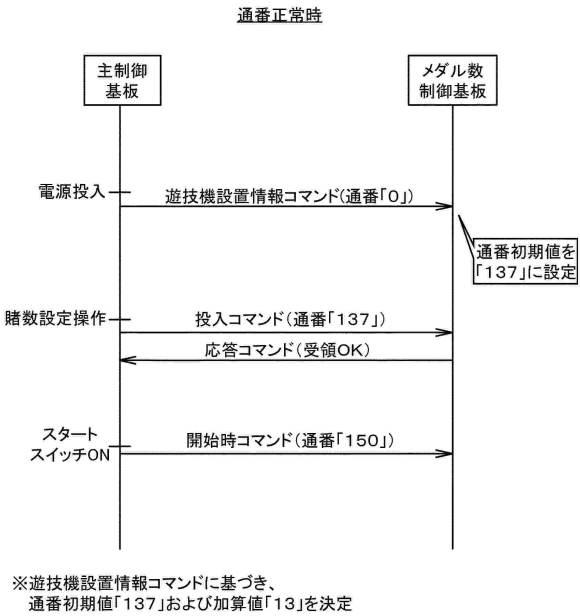 通番正常時
主制御
基板
メダル数
制御基板
電源投入
遊技機設置情報コマンド(通番「0」)
通番初期値を
「137」に設定
賭数設定操作
投入コマンド(通番「137」)
応答コマンド(受領OK)
スタート
スイッチON
開始時コマンド(通番「150」)
※遊技機設置情報コマンドに基づき、
通番初期値「137」および加算値「13」を決定